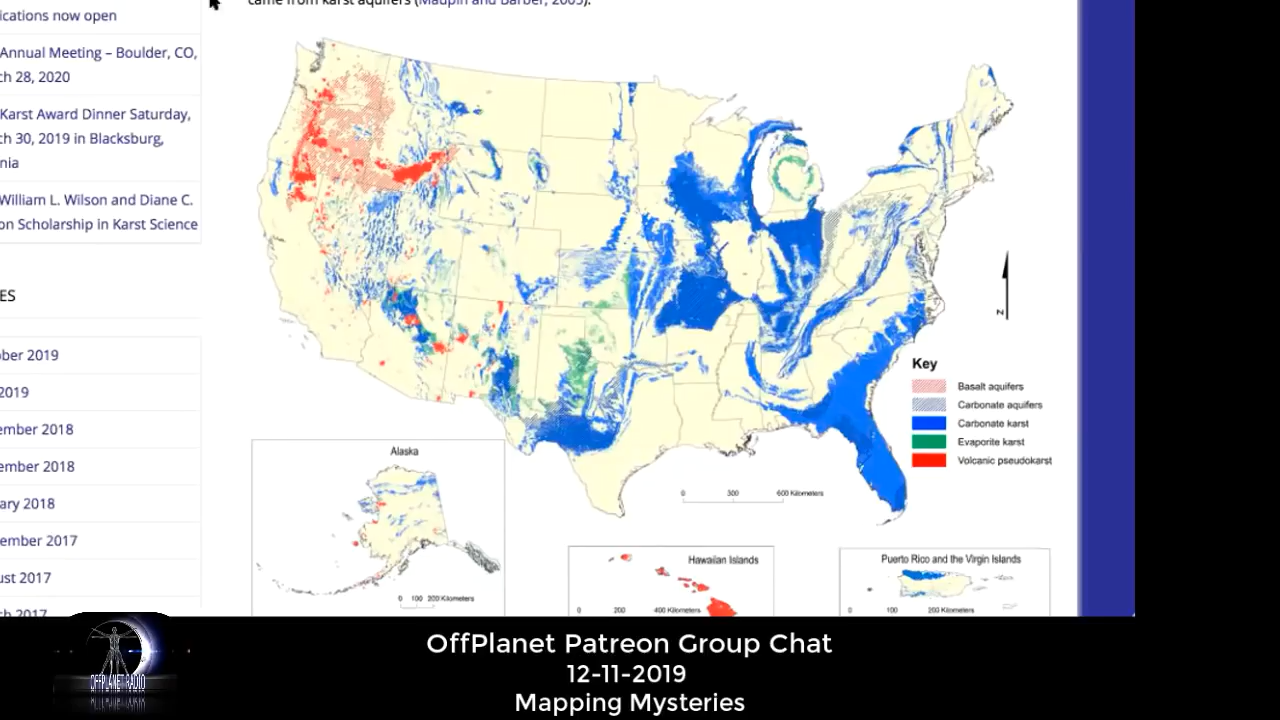 came from karst aquifers (Maupin and Barber, 2005).
ications now open
Annual Meeting – Boulder, CO,
ch 28, 2020
Karst Award Dinner Saturday,
ch 30, 2019 in Blacksburg,
nia
William L. Wilson and Diane C.
on Scholarship in Karst Science
ES
ober 2019
2019
ember 2018
ember 2018
ary 2018
ember 2017
ust 2017
ch 2017
N
Key
Basalt aquifers
Carbonate aquifers
Carbonate karst
Evaporite karst
Volcanic pseudokarst
0 300 600 Kilometers
Alaska
0 100 200 Kilometers
Hawaiian Islands
0 200 400 Kilometers
Puerto Rico and the Virgin Islands
0 100 200 Kilometers
OFFPLANET RADIO
OffPlanet Patreon Group Chat
12-11-2019
Mapping Mysteries